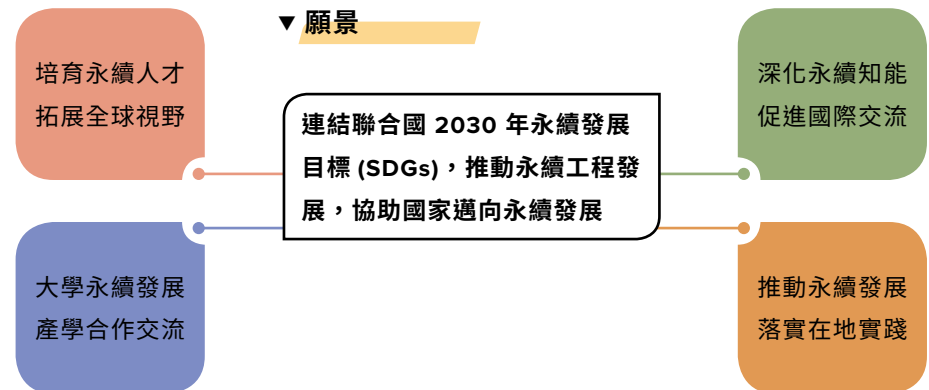 ▼ 願景
培育永續人才
拓展全球視野
深化永續知能
促進國際交流
連結聯合國 2030 年永續發展
目標 (SDGs)，推動永續工程發
展，協助國家邁向永續發展
大學永續發展
產學合作交流
推動永續發展
落實在地實踐